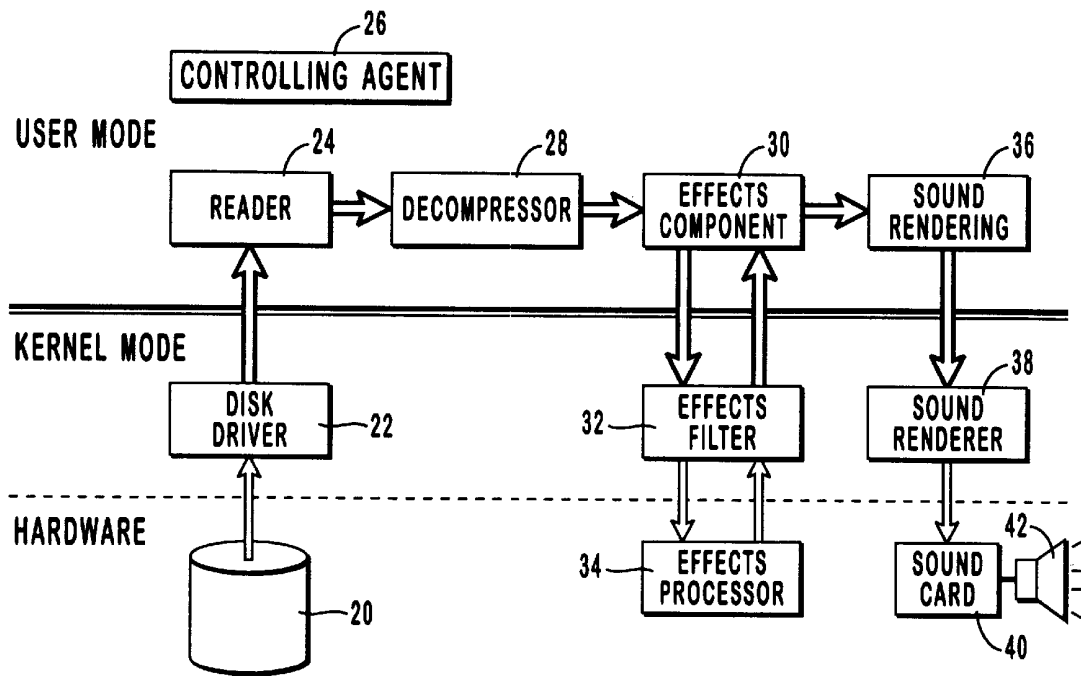 26
CONTROLLING AGENT
USER MODE
24
28
30
36
READER
DECOMPRESSOR
EFFECTS
COMPONENT
SOUND
RENDERING
KERNEL MODE
DISK
DRIVER
22
32
EFFECTS
FILTER
38
SOUND
RENDERER
HARDWARE
20
34
EFFECTS
PROCESSOR
SOUND
CARD
42
40